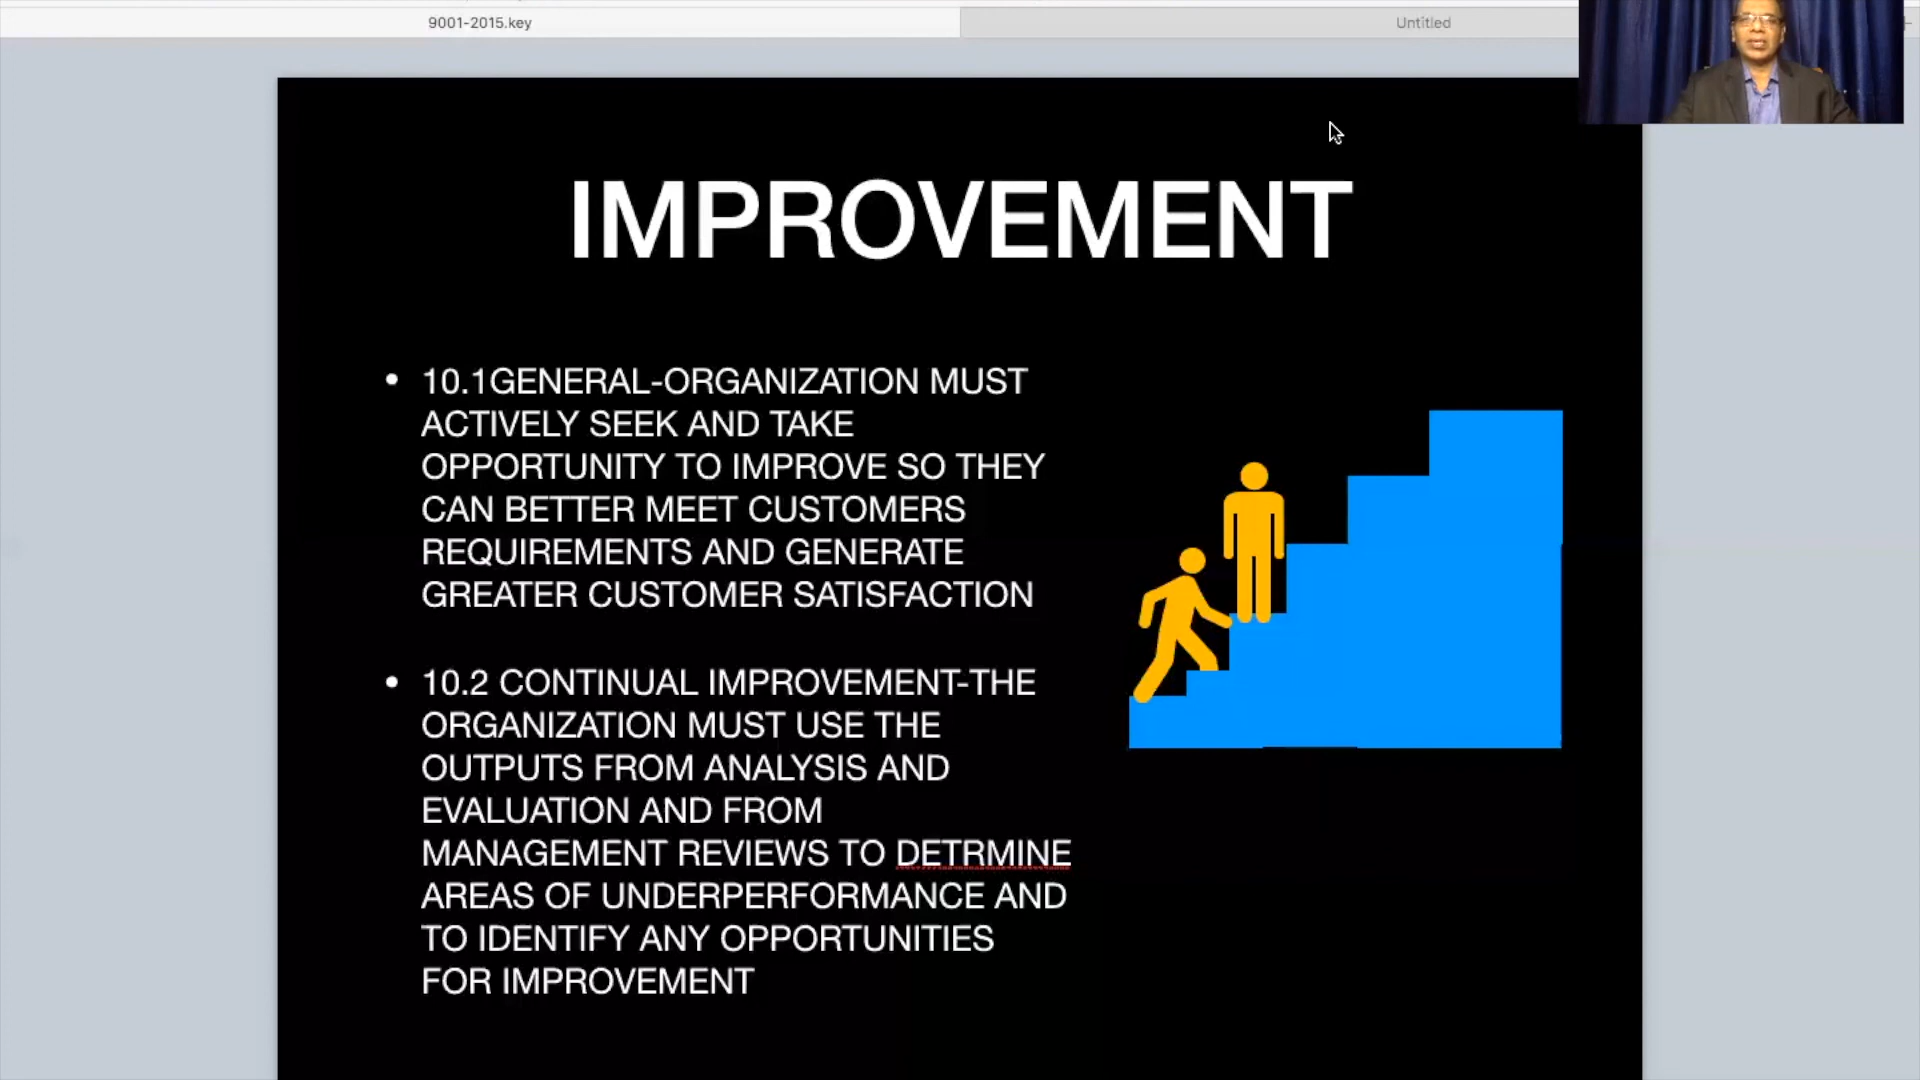 9001-2015.key
Untitled
IMPROVEMENT
• 10.1GENERAL-ORGANIZATION MUST
ACTIVELY SEEK AND TAKE
OPPORTUNITY TO IMPROVE SO THEY
CAN BETTER MEET CUSTOMERS
REQUIREMENTS AND GENERATE
GREATER CUSTOMER SATISFACTION
• 10.2 CONTINUAL IMPROVEMENT-THE
ORGANIZATION MUST USE THE
OUTPUTS FROM ANALYSIS AND
EVALUATION AND FROM
MANAGEMENT REVIEWS TO DETRMINE
AREAS OF UNDERPERFORMANCE AND
TO IDENTIFY ANY OPPORTUNITIES
FOR IMPROVEMENT